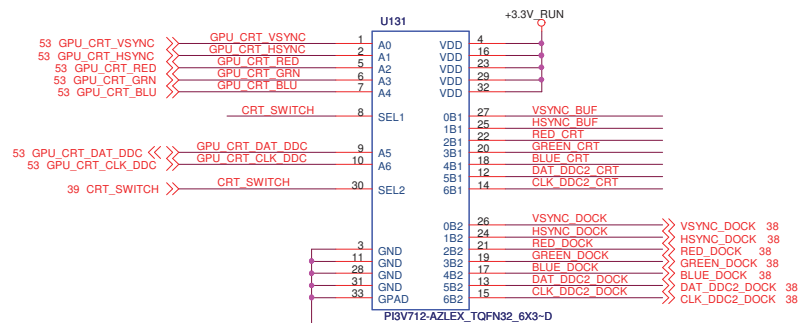 U131
+3.3V_RUN
53 GPU_CRT_VSYNC GPU_CRT_VSYNC 1 A0 VDD 4
53 GPU_CRT_HSYNC GPU_CRT_HSYNC 2 A1 VDD 16
53 GPU_CRT_RED GPU_CRT_RED 5 A2 VDD 23
53 GPU_CRT_GRN GPU_CRT_GRN 6 A3 VDD 29
53 GPU_CRT_BLU GPU_CRT_BLU 7 A4 VDD 32
CRT_SWITCH 8 SEL1 0B1 27 VSYNC_BUF
1B1 25 HSYNC_BUF
2B1 22 RED_CRT
53 GPU_CRT_DAT_DDC GPU_CRT_DAT_DDC 9 A5 3B1 20 GREEN_CRT
53 GPU_CRT_CLK_DDC GPU_CRT_CLK_DDC 10 A6 4B1 18 BLUE_CRT
5B1 12 DAT_DDC2_CRT
39 CRT_SWITCH CRT_SWITCH 30 SEL2 6B1 14 CLK_DDC2_CRT
0B2 26 VSYNC_DOCK VSYNC_DOCK 38
1B2 24 HSYNC_DOCK HSYNC_DOCK 38
3 GND 2B2 21 RED_DOCK RED_DOCK 38
11 GND 3B2 19 GREEN_DOCK GREEN_DOCK 38
28 GND 4B2 17 BLUE_DOCK BLUE_DOCK 38
31 GND 5B2 13 DAT_DDC2_DOCK DAT_DDC2_DOCK 38
33 GPAD 6B2 15 CLK_DDC2_DOCK CLK_DDC2_DOCK 38
PI3V712-AZLEX_TQFN32_6X3~D